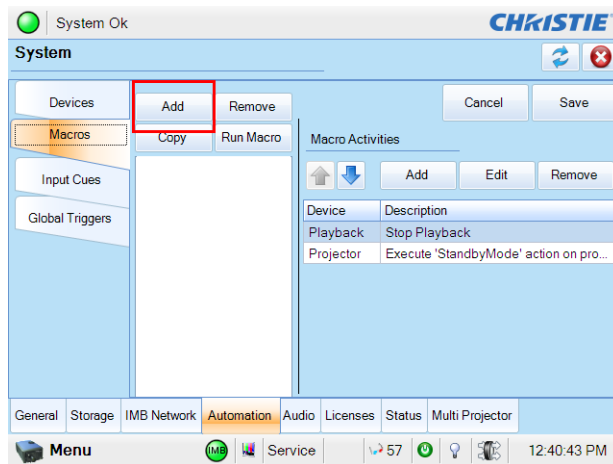 System Ok
CHRISTIE
System
Devices
Macros
Input Cues
Global Triggers
Add
Remove
Copy
Run Macro
Cancel
Save
Macro Activities
Add
Edit
Remove
Device
Description
Playback
Stop Playback
Projector
Execute 'StandbyMode' action on pro...
General
Storage
IMB Network
Automation
Audio
Licenses
Status
Multi Projector
Menu
IMB
Service
57
12:40:43 PM